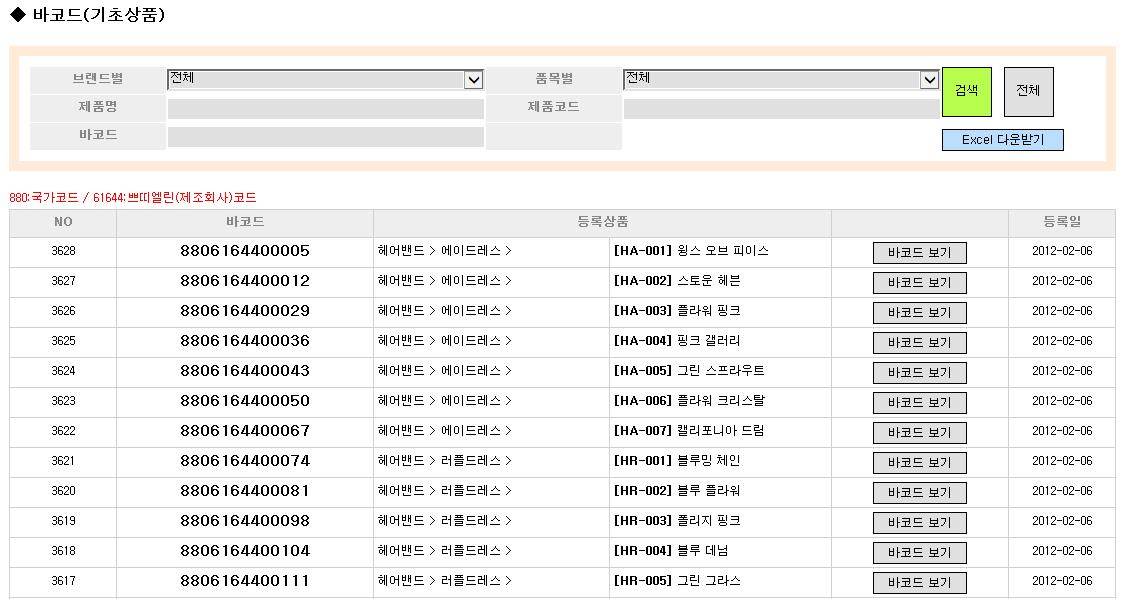 ◆ 바코드(기초상품)
브랜드별 전체 품목별 전체 검색 전체
제품명 제품코드
바코드 Excel 다운받기
880:국가코드 / 61644:쁘띠엘린(제조회사)코드
NO 바코드 등록상품 등록일
3628 8806164400005 헤어밴드 > 에이드레스 > [HA-001] 윙스 오브 피이스 바코드 보기 2012-02-06
3627 8806164400012 헤어밴드 > 에이드레스 > [HA-002] 스토운 헤븐 바코드 보기 2012-02-06
3626 8806164400029 헤어밴드 > 에이드레스 > [HA-003] 플라워 핑크 바코드 보기 2012-02-06
3625 8806164400036 헤어밴드 > 에이드레스 > [HA-004] 핑크 갤러리 바코드 보기 2012-02-06
3624 8806164400043 헤어밴드 > 에이드레스 > [HA-005] 그린 스프라우트 바코드 보기 2012-02-06
3623 8806164400050 헤어밴드 > 에이드레스 > [HA-006] 플라워 크리스탈 바코드 보기 2012-02-06
3622 8806164400067 헤어밴드 > 에이드레스 > [HA-007] 캘리포니아 드림 바코드 보기 2012-02-06
3621 8806164400074 헤어밴드 > 러플드레스 > [HR-001] 블루밍 체인 바코드 보기 2012-02-06
3620 8806164400081 헤어밴드 > 러플드레스 > [HR-002] 블루 플라워 바코드 보기 2012-02-06
3619 8806164400098 헤어밴드 > 러플드레스 > [HR-003] 폴리지 핑크 바코드 보기 2012-02-06
3618 8806164400104 헤어밴드 > 러플드레스 > [HR-004] 블루 데님 바코드 보기 2012-02-06
3617 8806164400111 헤어밴드 > 러플드레스 > [HR-005] 그린 그라스 바코드 보기 2012-02-06